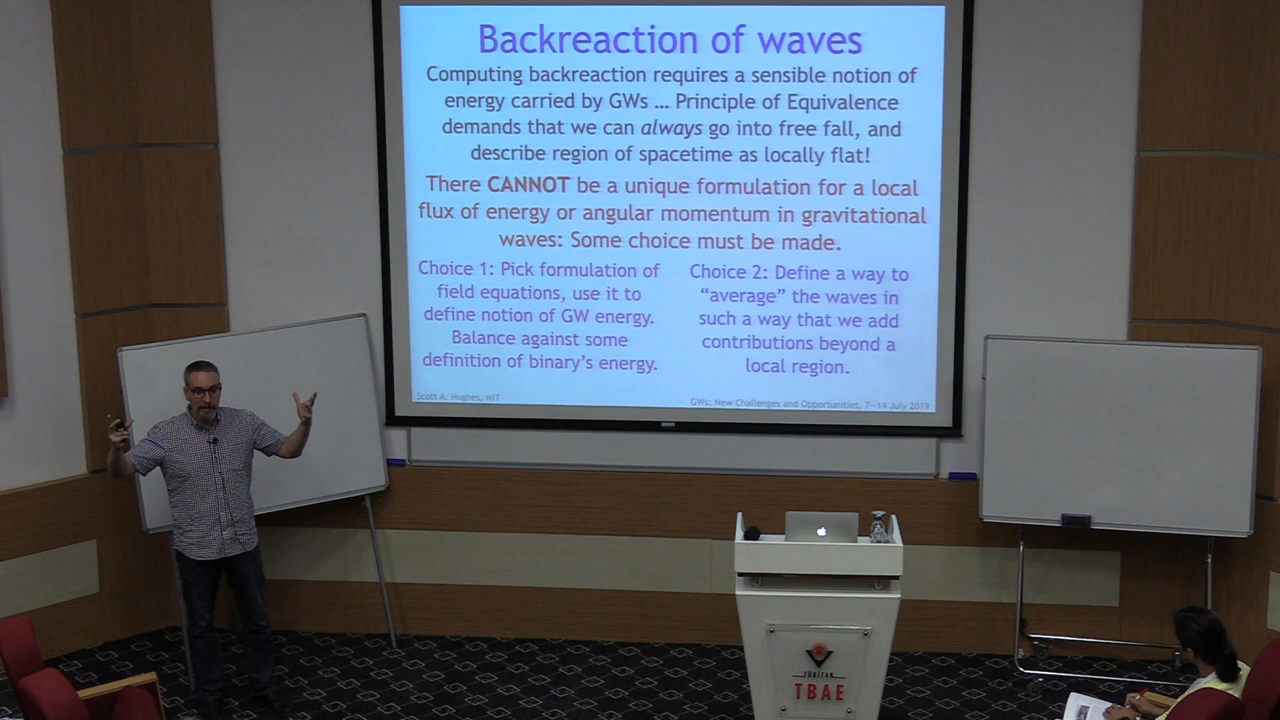 Backreaction of waves
Computing backreaction requires a sensible notion of
energy carried by GWs ... Principle of Equivalence
demands that we can always go into free fall, and
describe region of spacetime as locally flat!
There CANNOT be a unique formulation for a local
flux of energy or angular momentum in gravitational
waves: Some choice must be made.
Choice 1: Pick formulation of
field equations, use it to
define notion of GW energy.
Balance against some
definition of binary's energy.
Choice 2: Define a way to
“average” the waves in
such a way that we add
contributions beyond a
local region.
Scott A. Hughes, MIT
GWs: New Challenges and Opportunities, 7—14 July 2019
TÜBİTAK
TBAE